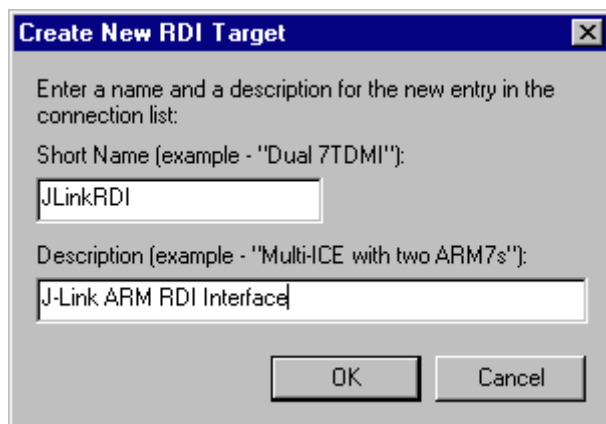 Create New RDI Target
Enter a name and a description for the new entry in the
connection list:
Short Name (example - "Dual 7TDMI"):
JLinkRDI
Description (example - "Multi-ICE with two ARM7s"):
J-Link ARM RDI Interface
OK
Cancel